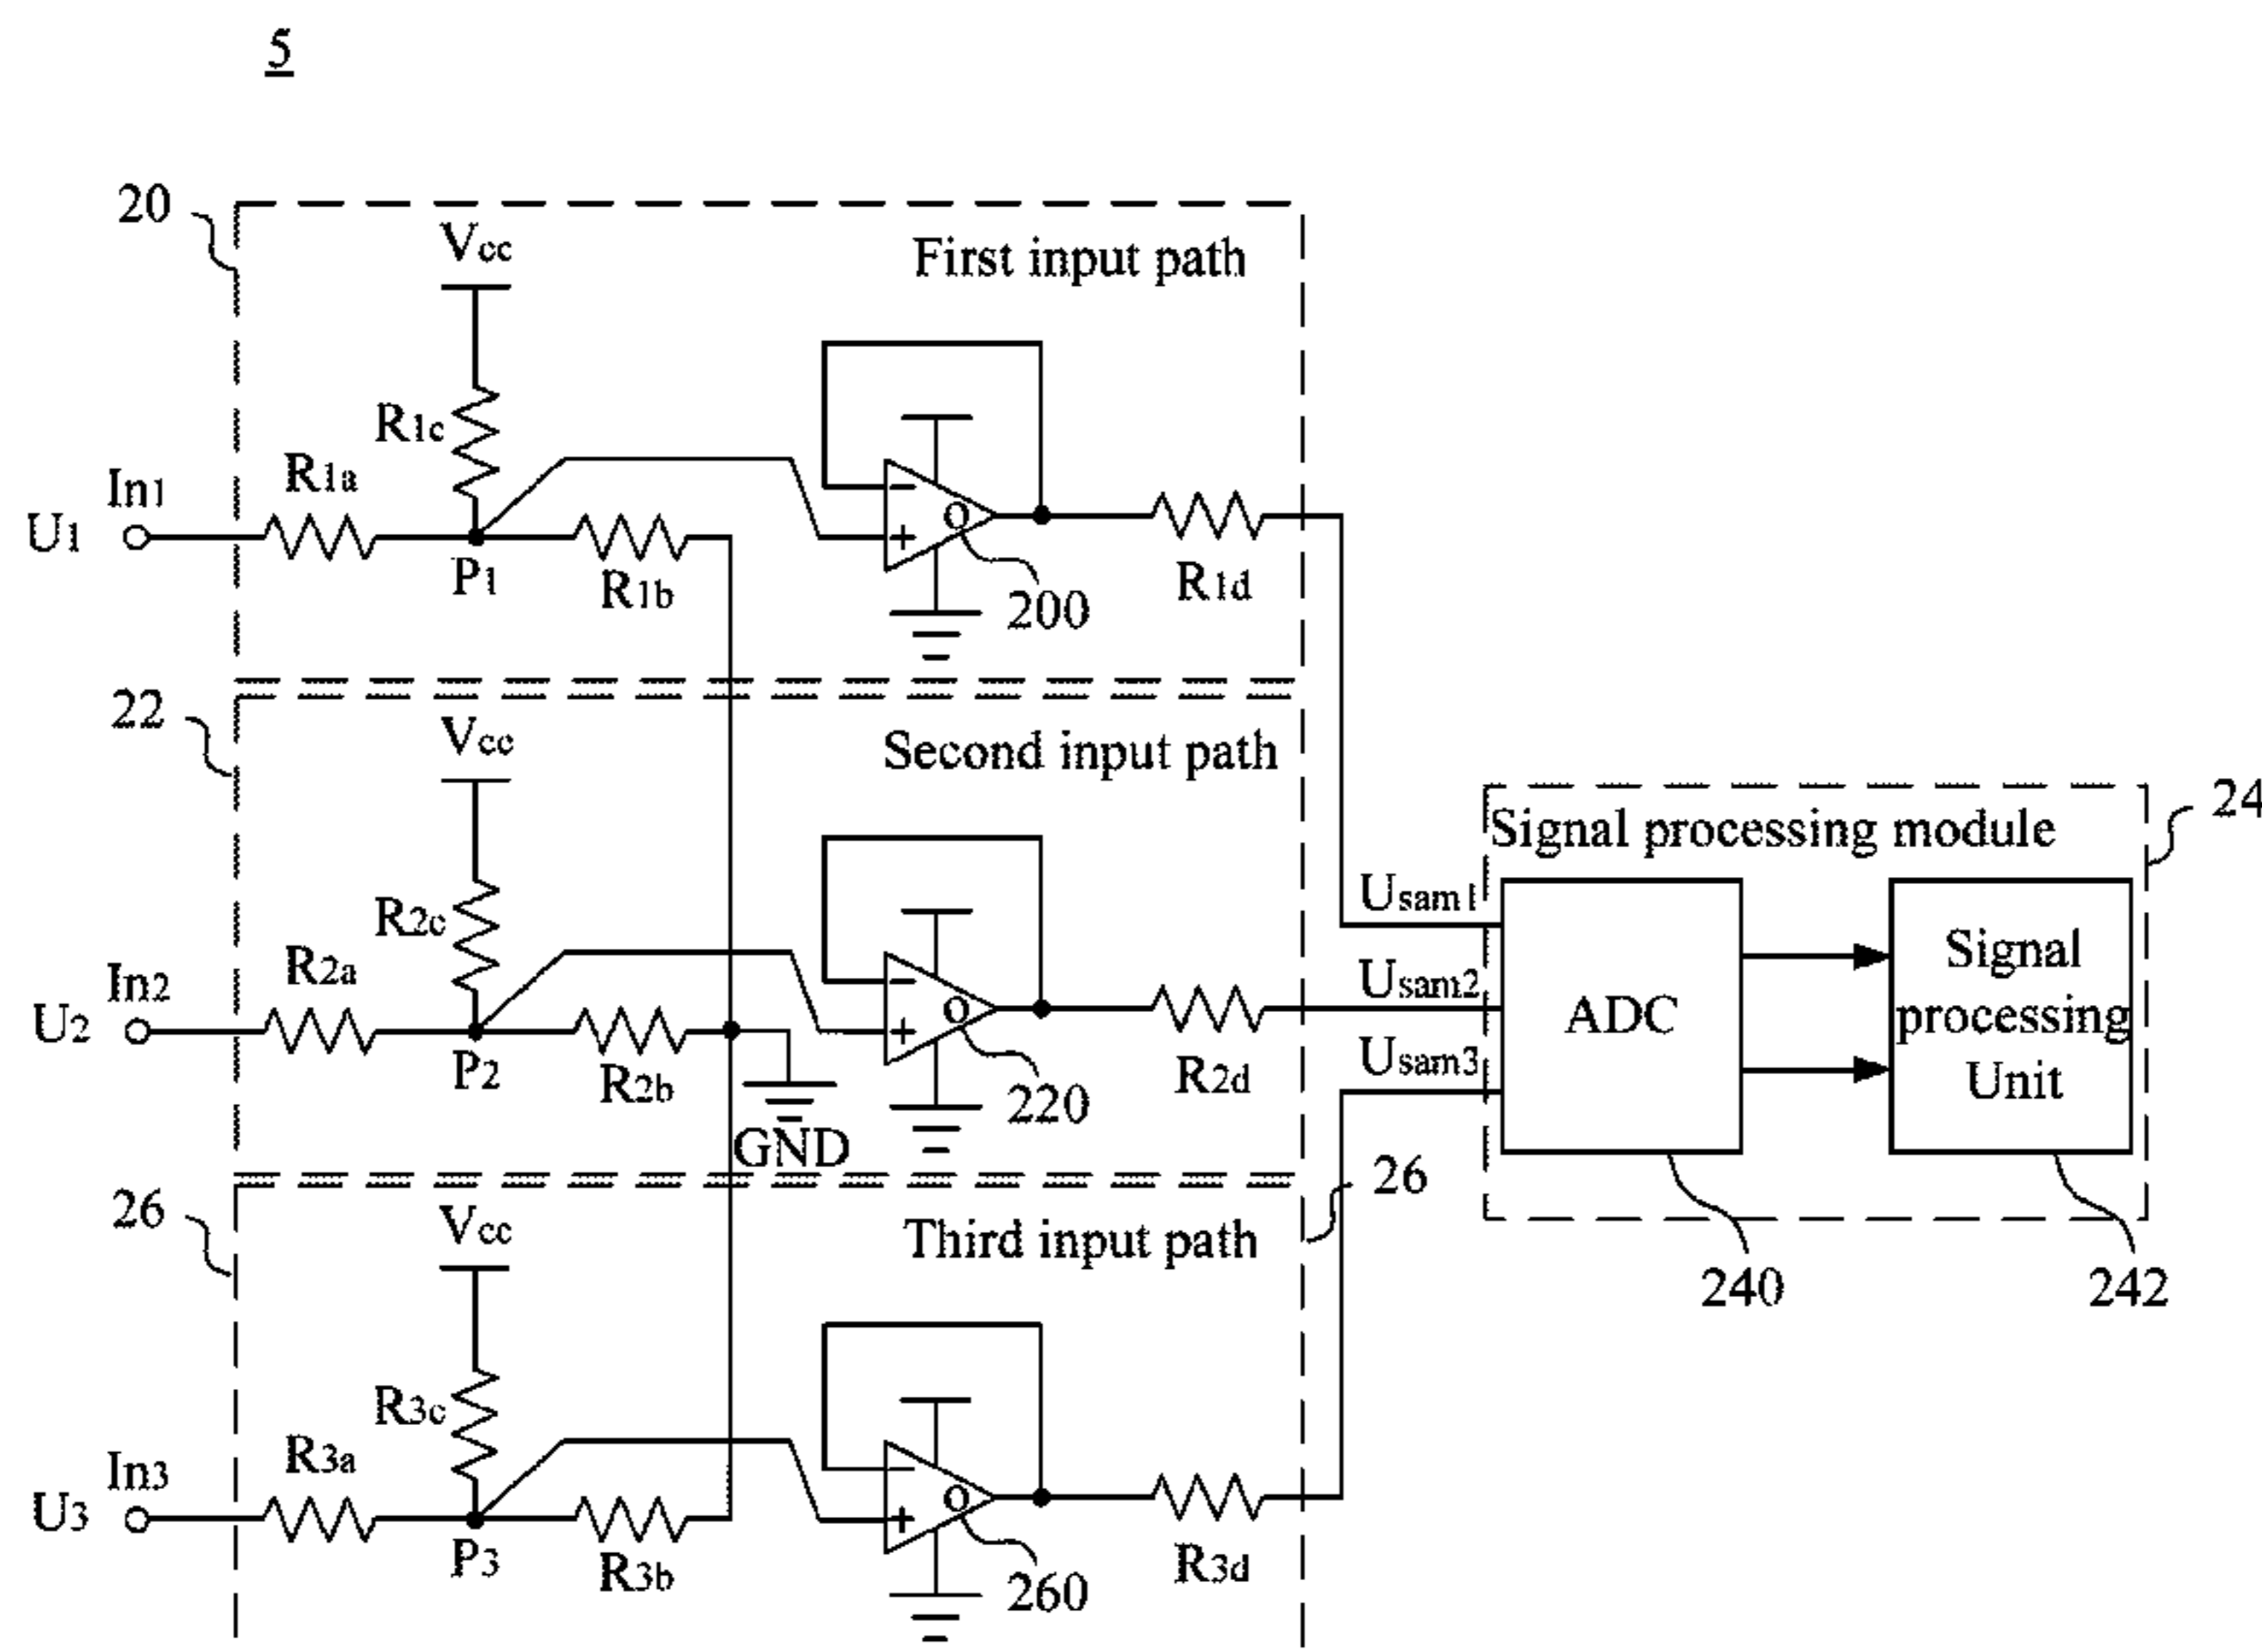 5
20
Vcc
First input path
R1c
R1a
In1
U1
P1
R1b
O
200
R1d
22
Vcc
Second input path
24
Signal processing module
R2c
R2a
In2
U2
P2
R2b
O
220
R2d
GND
Usam1
Usam2
Usam3
ADC
Signal
processing
Unit
26
26
Vcc
Third input path
240
242
R3c
R3a
In3
U3
P3
R3b
O
260
R3d